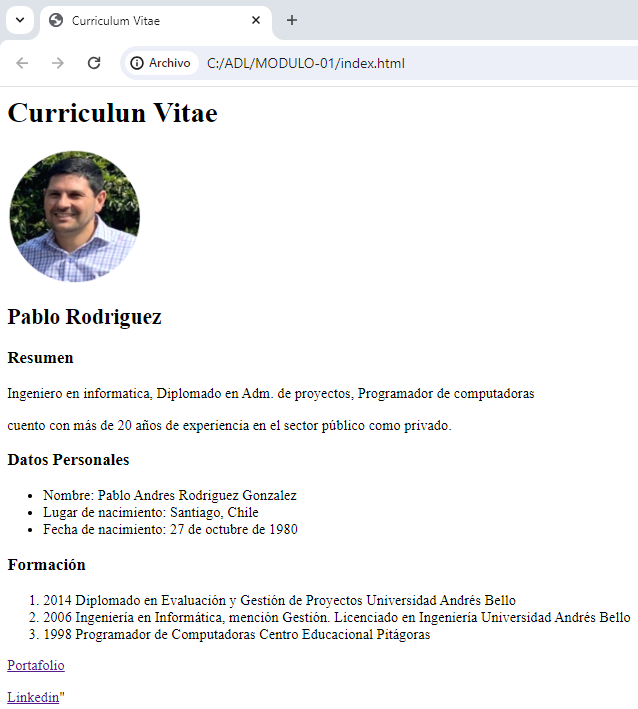 Curriculum Vitae
Archivo C:/ADL/MODULO-01/index.html
Curriculun Vitae
Pablo Rodriguez
Resumen
Ingeniero en informatica, Diplomado en Adm. de proyectos, Programador de computadoras
cuento con más de 20 años de experiencia en el sector público como privado.
Datos Personales
• Nombre: Pablo Andres Rodriguez Gonzalez
• Lugar de nacimiento: Santiago, Chile
• Fecha de nacimiento: 27 de octubre de 1980
Formación
1. 2014 Diplomado en Evaluación y Gestión de Proyectos Universidad Andrés Bello
2. 2006 Ingeniería en Informática, mención Gestión. Licenciado en Ingeniería Universidad Andrés Bello
3. 1998 Programador de Computadoras Centro Educacional Pitágoras
Portafolio
Linkedin"